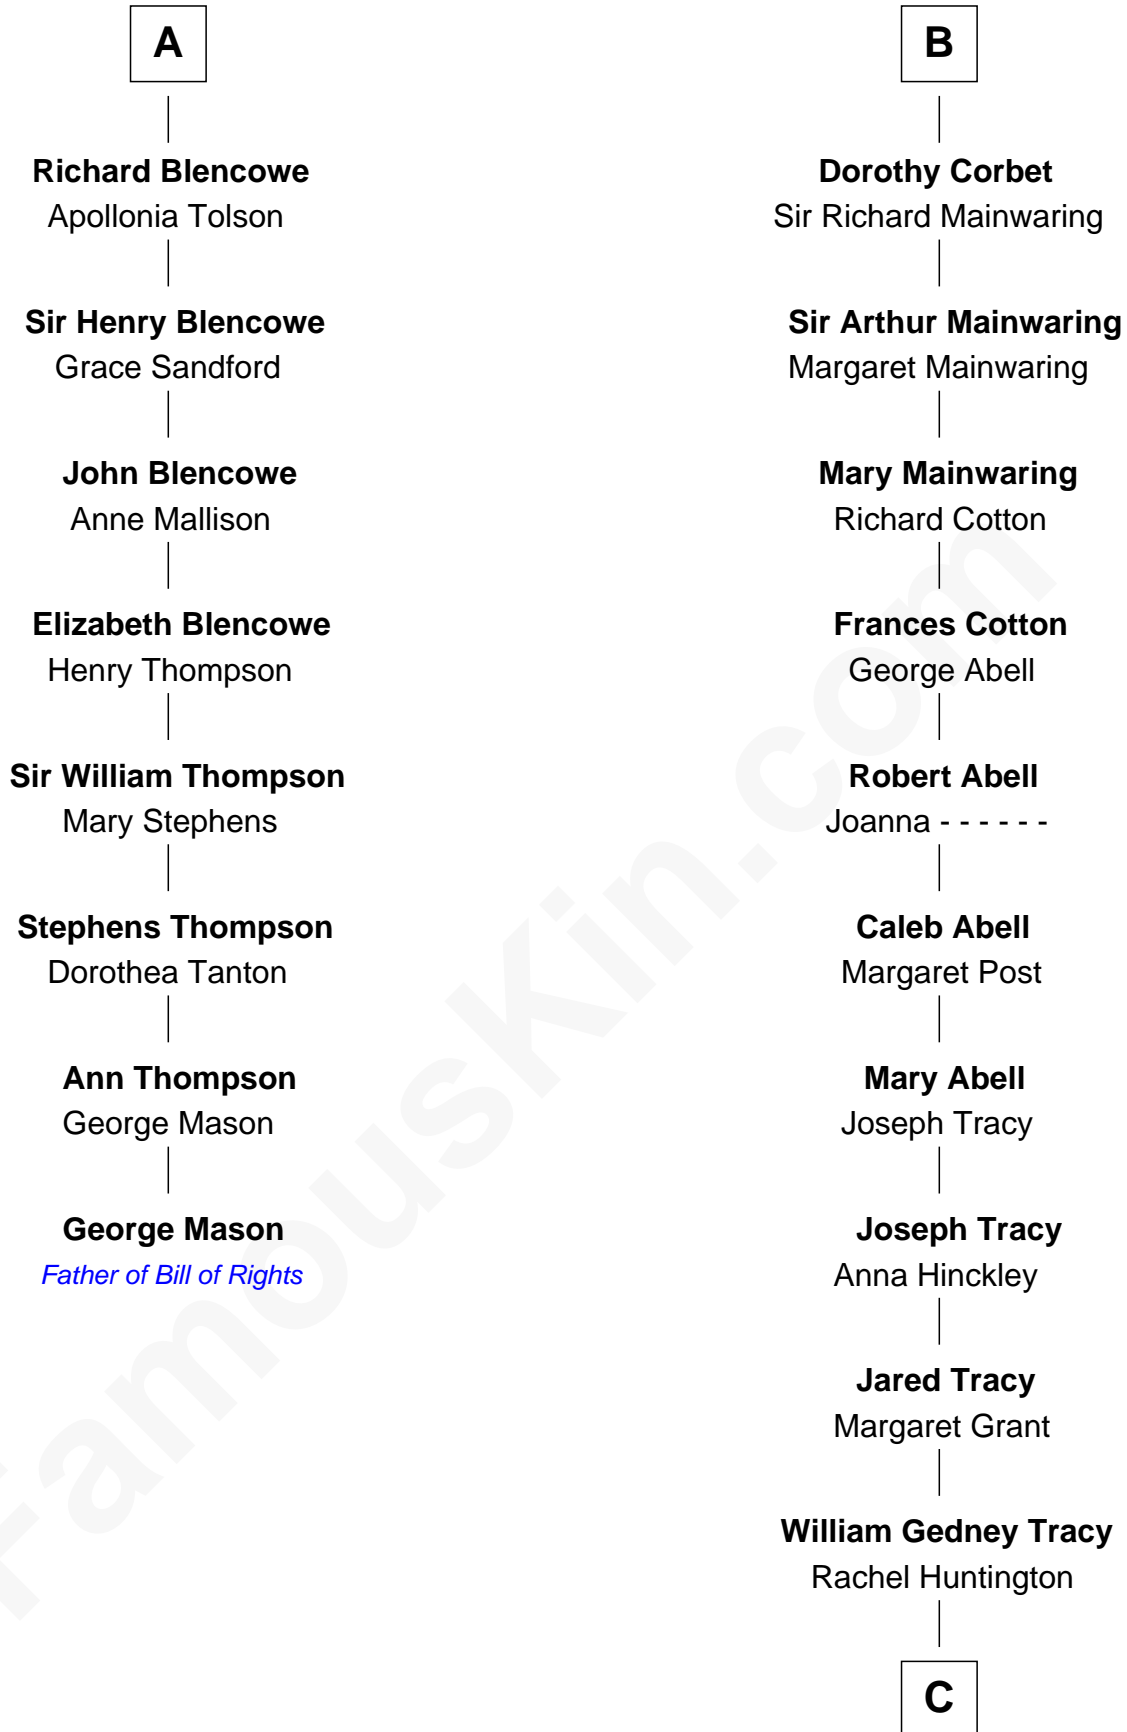 A
Richard Blencowe
Apollonia Tolson
Sir Henry Blencowe
Grace Sandford
John Blencowe
Anne Mallison
Elizabeth Blencowe
Henry Thompson
Sir William Thompson
Mary Stephens
Stephens Thompson
Dorothea Tanton
Ann Thompson
George Mason
George Mason
Father of Bill of Rights
B
Dorothy Corbet
Sir Richard Mainwaring
Sir Arthur Mainwaring
Margaret Mainwaring
Mary Mainwaring
Richard Cotton
Frances Cotton
George Abell
Robert Abell
Joanna - - - - - -
Caleb Abell
Margaret Post
Mary Abell
Joseph Tracy
Joseph Tracy
Anna Hinckley
Jared Tracy
Margaret Grant
William Gedney Tracy
Rachel Huntington
C
FamousKin.com